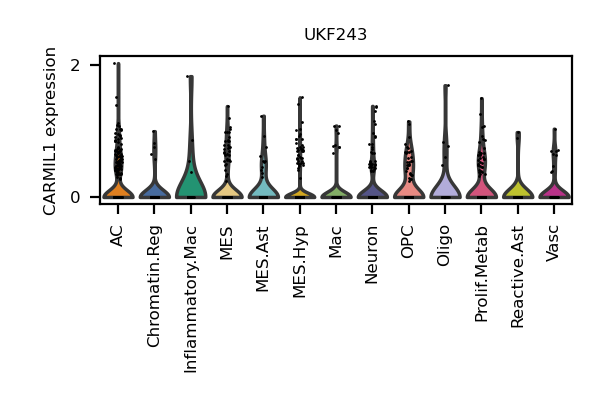 UKF243
CARMIL1 expression
2
0
AC
Chromatin.Reg
Inflammatory.Mac
MES
MES.Ast
MES.Hyp
Mac
Neuron
OPC
Oligo
Prolif.Metab
Reactive.Ast
Vasc